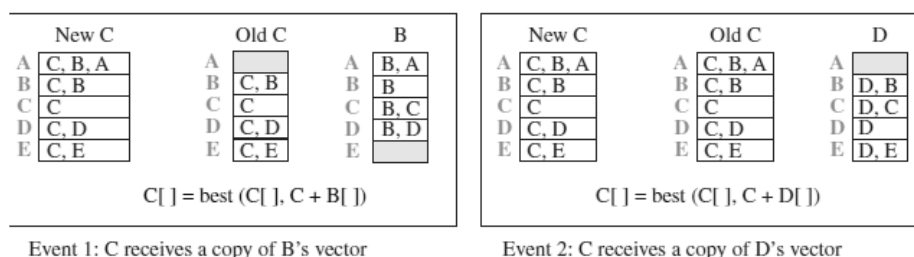 New C Old C B
A C, B, A A B, A
B C, B B C, B B
C C C C B, C
D C, D D C, D B, D
E C, E E C, E
C[ ] = best (C[ ], C + B[ ])
Event 1: C receives a copy of B's vector
New C Old C D
A C, B, A A C, B, A A
B C, B B C, B B D, B
C C C C C D, C
D C, D D C, D D D
E C, E E C, E E D, E
C[ ] = best (C[ ], C + D[ ])
Event 2: C receives a copy of D's vector